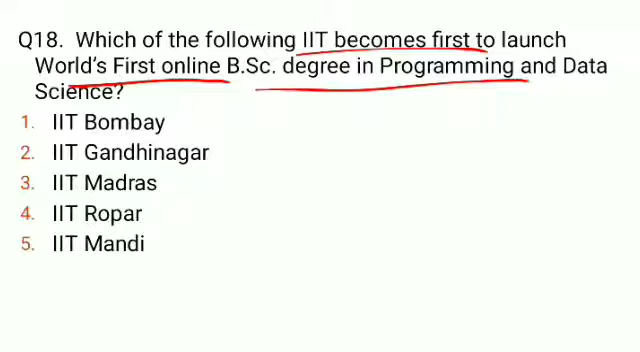 Q18. Which of the following IIT becomes first to launch
World's First online B.Sc. degree in Programming and Data
Science?
1. IIT Bombay
2. IIT Gandhinagar
3. IIT Madras
4. IIT Ropar
5. IIT Mandi